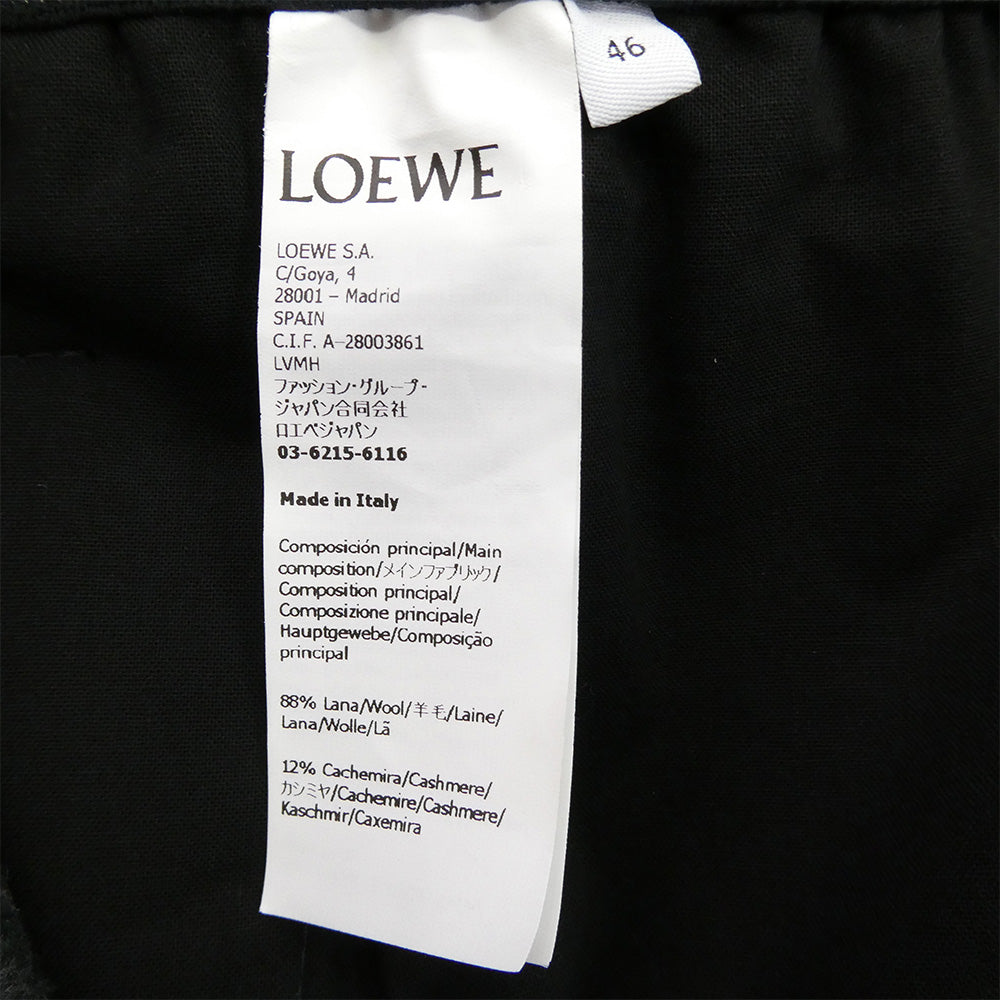 46
LOEWE
LOEWE S.A.
C/Goya, 4
28001 – Madrid
SPAIN
C.I.F. A-28003861
LVMH
ファッション・グループ・
ジャパン合同会社
ロエベジャパン
03-6215-6116
Made in Italy
Composición principal/Main
composition/メインファブリック/
Composition principal/
Composizione principale/
Hauptgewebe/Composição
principal
88% Lana/Wool/羊毛/Laine/
Lana/Wolle/Lã
12% Cachemira/Cashmere/
カシミヤ/Cachemire/Cashmere/
Kaschmir/Caxemira